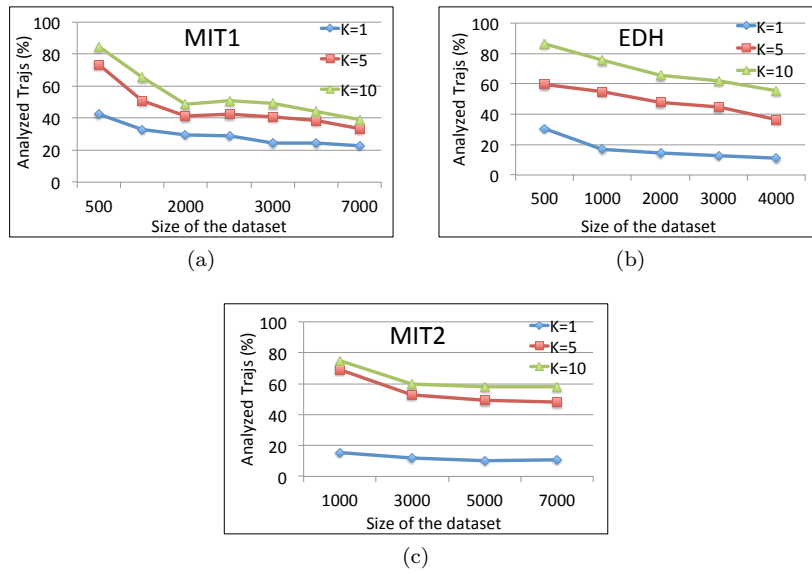 MIT1
K=1
K=5
K=10
Analyzed Trajs (%)
100
80
60
40
20
0
500 2000 3000 7000
Size of the dataset
(a)
EDH
K=1
K=5
K=10
Analyzed Trajs (%)
100
80
60
40
20
0
500 1000 2000 3000 4000
Size of the dataset
(b)
MIT2
K=1
K=5
K=10
Analyzed Trajs (%)
100
80
60
40
20
0
1000 3000 5000 7000
Size of the dataset
(c)